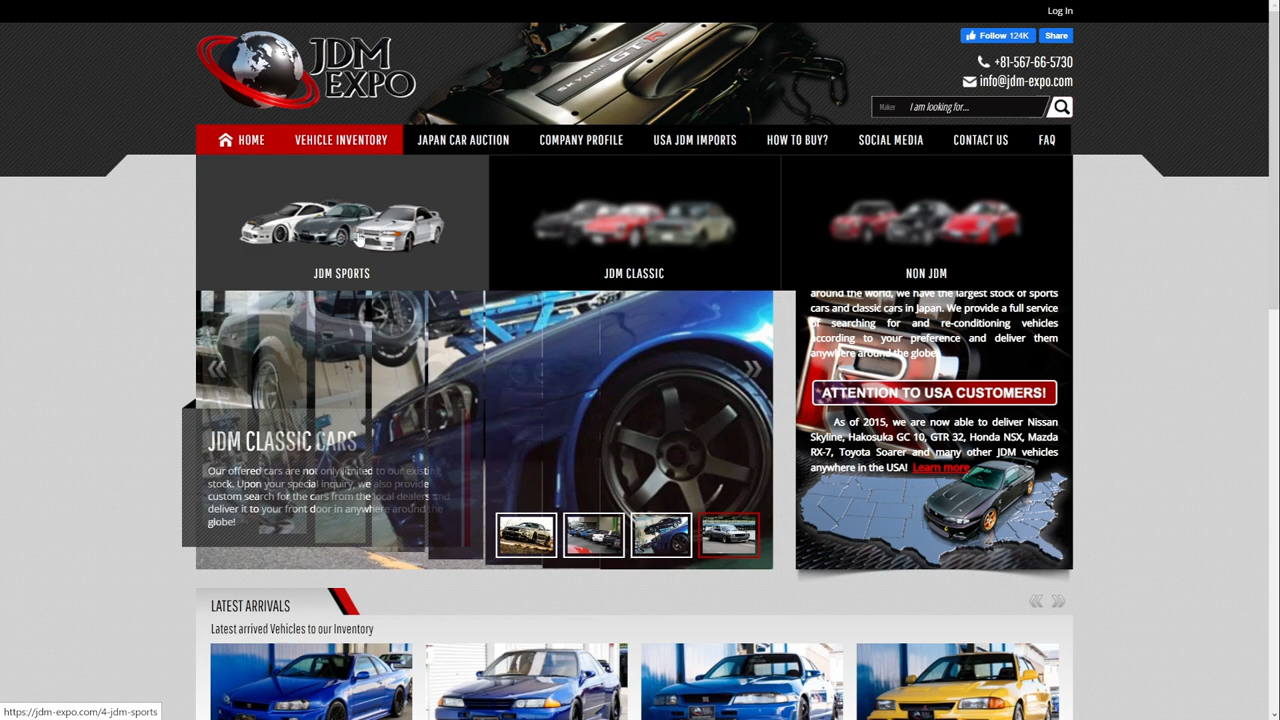 Log In
JDM
EXPO
SKYLINE GT-R
Follow 124K
Share
+81-567-66-5730
info@jdm-expo.com
Maker
I am looking for...
HOME
VEHICLE INVENTORY
JAPAN CAR AUCTION
COMPANY PROFILE
USA JDM IMPORTS
HOW TO BUY?
SOCIAL MEDIA
CONTACT US
FAQ
JDM SPORTS
JDM CLASSIC
NON JDM
around the world, we have the largest stock of sports
cars and classic cars in Japan. We provide a full service
of searching for and re-conditioning vehicles
according to your preference and deliver them
anywhere around the globe.
ATTENTION TO USA CUSTOMERS!
As of 2015, we are now able to deliver Nissan
Skyline, Hakosuka GC 10, GTR 32, Honda NSX, Mazda
RX-7, Toyota Soarer and many other JDM vehicles
anywhere in the USA! Learn more
JDM CLASSIC CARS
Our offered cars are not only limited to our existing
stock. Upon your special inquiry, we also provide
custom search for the cars from the local dealers and
deliver it to your front door in anywhere around the
globe!
LATEST ARRIVALS
Latest arrived Vehicles to our Inventory
https://jdm-expo.com/4-jdm-sports